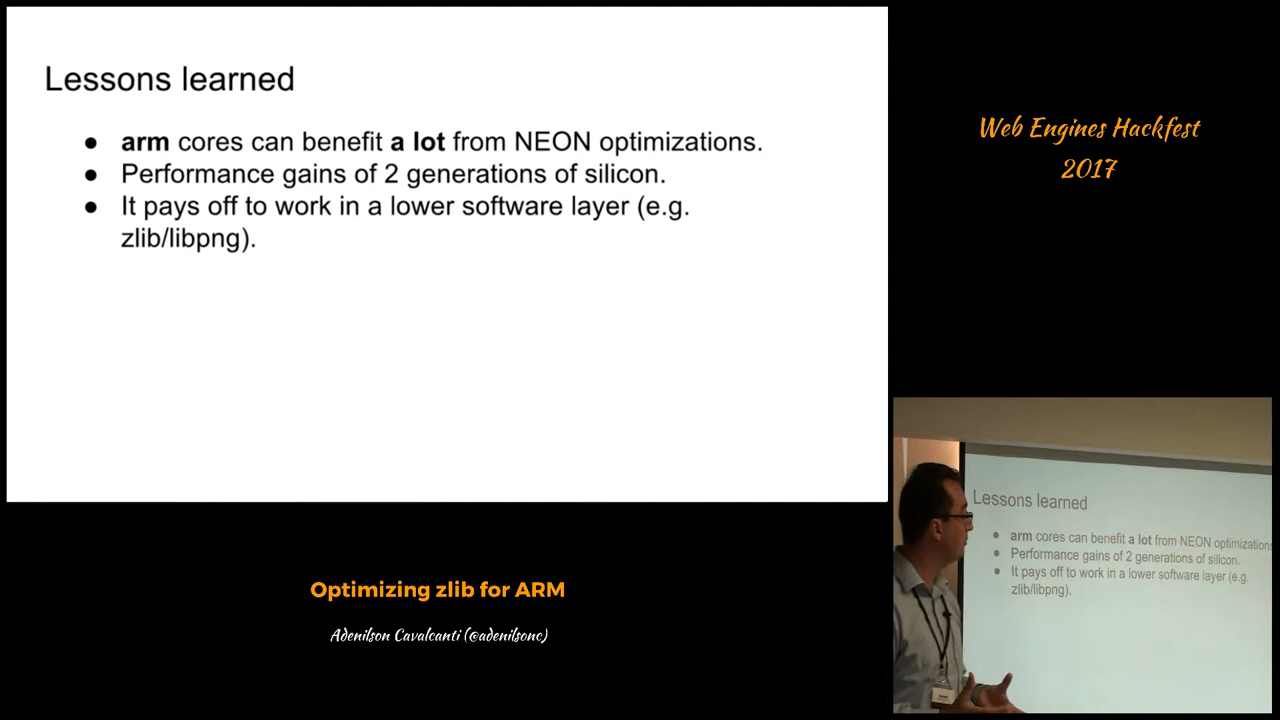 Lessons learned
● arm cores can benefit a lot from NEON optimizations.
● Performance gains of 2 generations of silicon.
● It pays off to work in a lower software layer (e.g.
zlib/libpng).
Web Engines Hackfest
2017
Lessons learned
● arm cores can benefit a lot from NEON optimizations
● Performance gains of 2 generations of silicon.
● It pays off to work in a lower software layer (e.g.
zlib/libpng).
Optimizing zlib for ARM
Adenilson Cavalcanti (@adenilsonc)